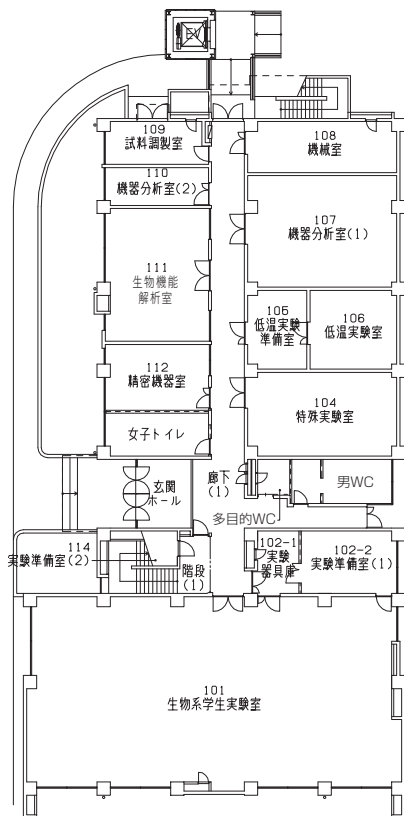 EV
109
試料調製室
108
機械室
110
機器分析室(2)
107
機器分析室(1)
111
生物機能
解析室
105
低温実験
準備室
106
低温実験室
112
精密機器室
104
特殊実験室
女子トイレ
廊下
(1)
男WC
玄関
ホール
多目的WC
114
実験準備室(2)
階段
(1)
102-1
実験
器具庫
102-2
実験準備室(1)
101
生物系学生実験室